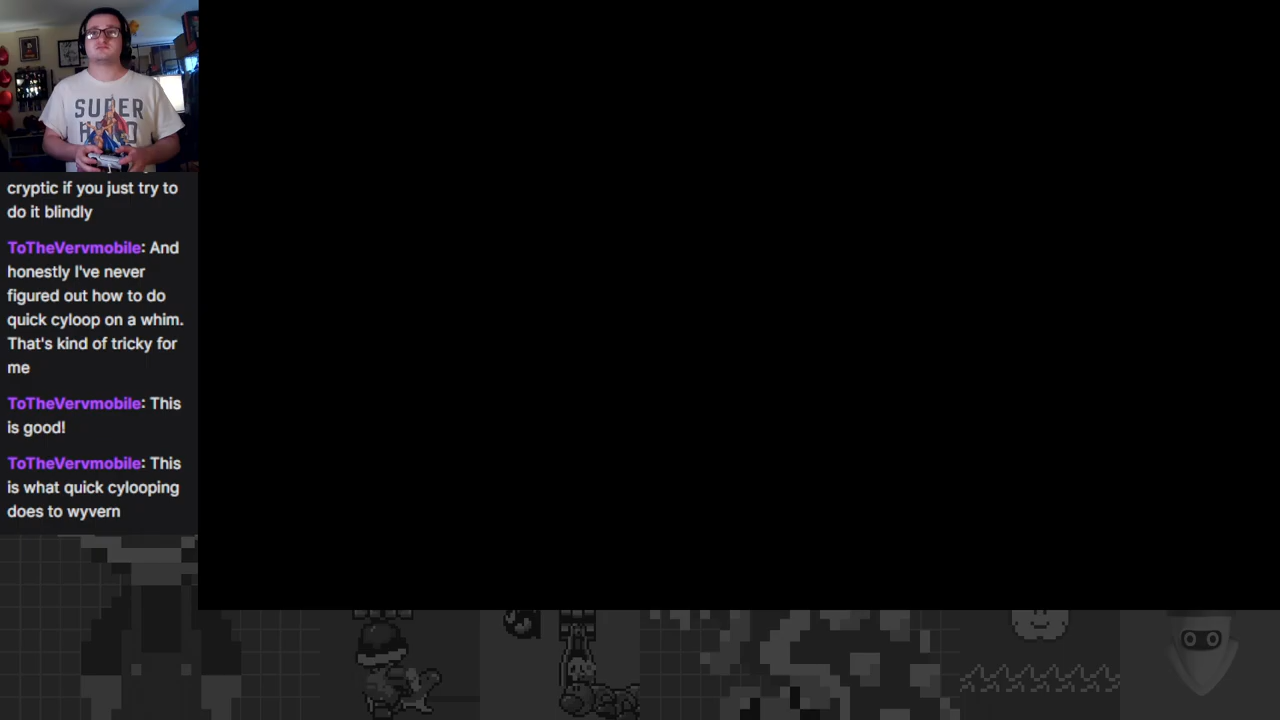 SUPER
cryptic if you just try to
do it blindly
ToTheVervmobile: And
honestly I've never
figured out how to do
quick cyloop on a whim.
That's kind of tricky for
me
ToTheVervmobile: This
is good!
ToTheVervmobile: This
is what quick cylooping
does to wyvern